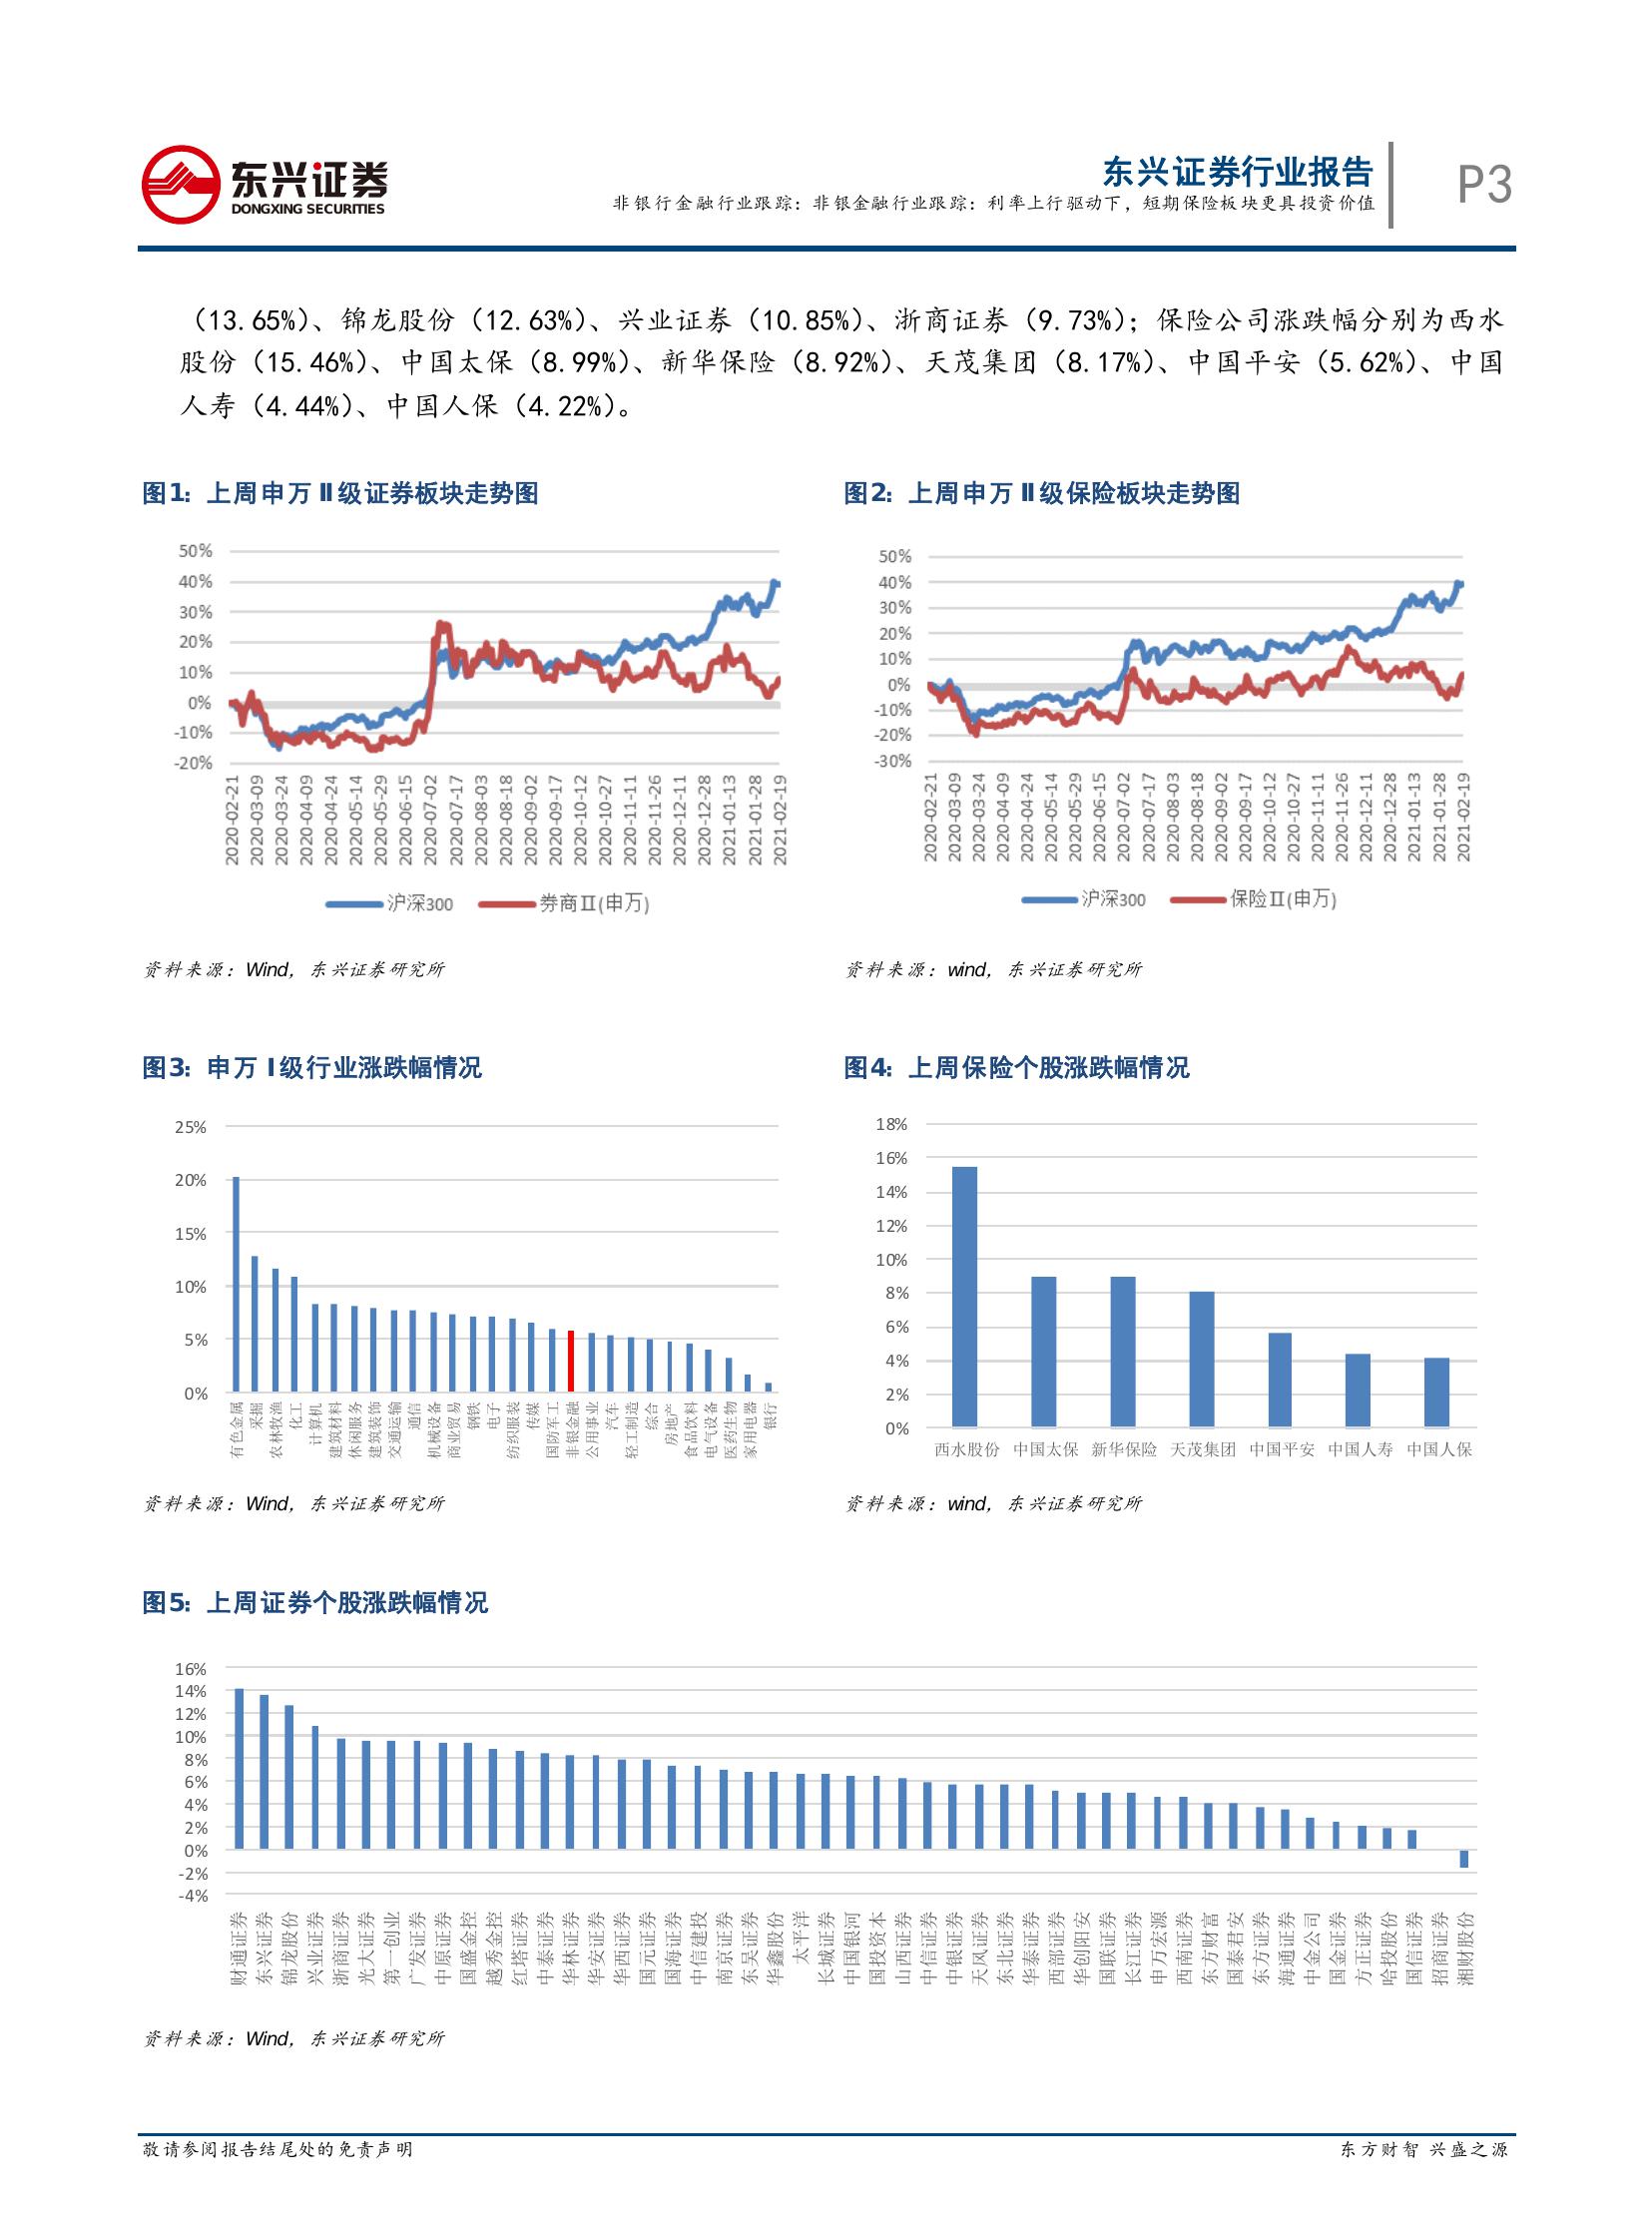 东兴证券
DONGXING SECURITIES
东兴证券行业报告
非银行金融行业跟踪：非银金融行业跟踪：利率上行驱动下，短期保险板块更具投资价值
P3
（13.65%）、锦龙股份（12.63%）、兴业证券（10.85%）、浙商证券（9.73%）；保险公司涨跌幅分别为西水
股份（15.46%）、中国太保（8.99%）、新华保险（8.92%）、天茂集团（8.17%）、中国平安（5.62%）、中国
人寿（4.44%）、中国人保（4.22%）。
图1：上周申万 II 级证券板块走势图
50%
40%
30%
20%
10%
0%
-10%
-20%
2020-02-21
2020-03-09
2020-03-24
2020-04-09
2020-04-24
2020-05-14
2020-05-29
2020-06-15
2020-07-02
2020-07-17
2020-08-03
2020-08-18
2020-09-02
2020-09-17
2020-10-12
2020-10-27
2020-11-11
2020-11-26
2020-12-11
2020-12-28
2021-01-13
2021-01-28
2021-02-19
沪深300
券商Ⅱ(申万)
资料来源：Wind，东兴证券研究所
图2：上周申万 II 级保险板块走势图
50%
40%
30%
20%
10%
0%
-10%
-20%
-30%
2020-02-21
2020-03-09
2020-03-24
2020-04-09
2020-04-24
2020-05-14
2020-05-29
2020-06-15
2020-07-02
2020-07-17
2020-08-03
2020-08-18
2020-09-02
2020-09-17
2020-10-12
2020-10-27
2020-11-11
2020-11-26
2020-12-11
2020-12-28
2021-01-13
2021-01-28
2021-02-19
沪深300
保险Ⅱ(申万)
资料来源：wind，东兴证券研究所
图3：申万 I 级行业涨跌幅情况
25%
20%
15%
10%
5%
0%
有色金属
采掘
农林牧渔
化工
计算机
建筑材料
休闲服务
建筑装饰
交通运输
通信
机械设备
商业贸易
钢铁
电子
纺织服装
传媒
国防军工
非银金融
公用事业
汽车
轻工制造
综合
房地产
食品饮料
电气设备
医药生物
家用电器
银行
资料来源：Wind，东兴证券研究所
图4：上周保险个股涨跌幅情况
18%
16%
14%
12%
10%
8%
6%
4%
2%
0%
西水股份
中国太保
新华保险
天茂集团
中国平安
中国人寿
中国人保
资料来源：wind，东兴证券研究所
图5：上周证券个股涨跌幅情况
16%
14%
12%
10%
8%
6%
4%
2%
0%
-2%
-4%
财通证券
东兴证券
锦龙股份
兴业证券
浙商证券
光大证券
第一创业
广发证券
中原证券
国盛金控
越秀金控
红塔证券
中泰证券
华林证券
华安证券
华西证券
国元证券
国海证券
中信建投
南京证券
东吴证券
华鑫股份
太平洋
长城证券
中国银河
国投资本
山西证券
中信证券
中银证券
天风证券
东北证券
华泰证券
西部证券
华创阳安
国联证券
长江证券
申万宏源
西南证券
东方财富
国泰君安
东方证券
海通证券
中金公司
国金证券
方正证券
哈投股份
国信证券
招商证券
湘财股份
资料来源：Wind，东兴证券研究所
敬请参阅报告结尾处的免责声明
东方财智 兴盛之源